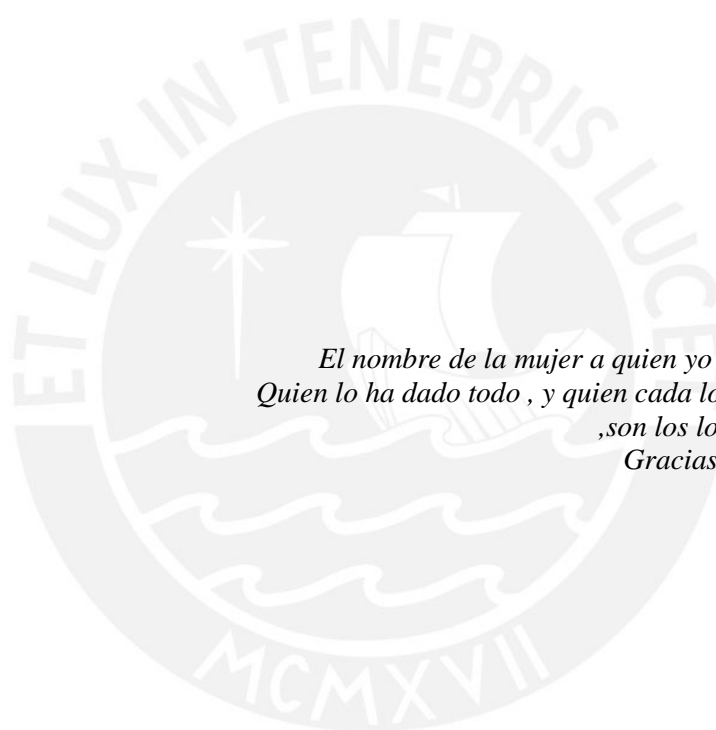 ET LUX IN TENEBRIS LUCET
El nombre de la mujer a quien yo
Quien lo ha dado todo , y quien cada lo
,son los lo
Gracias
MCMXVII